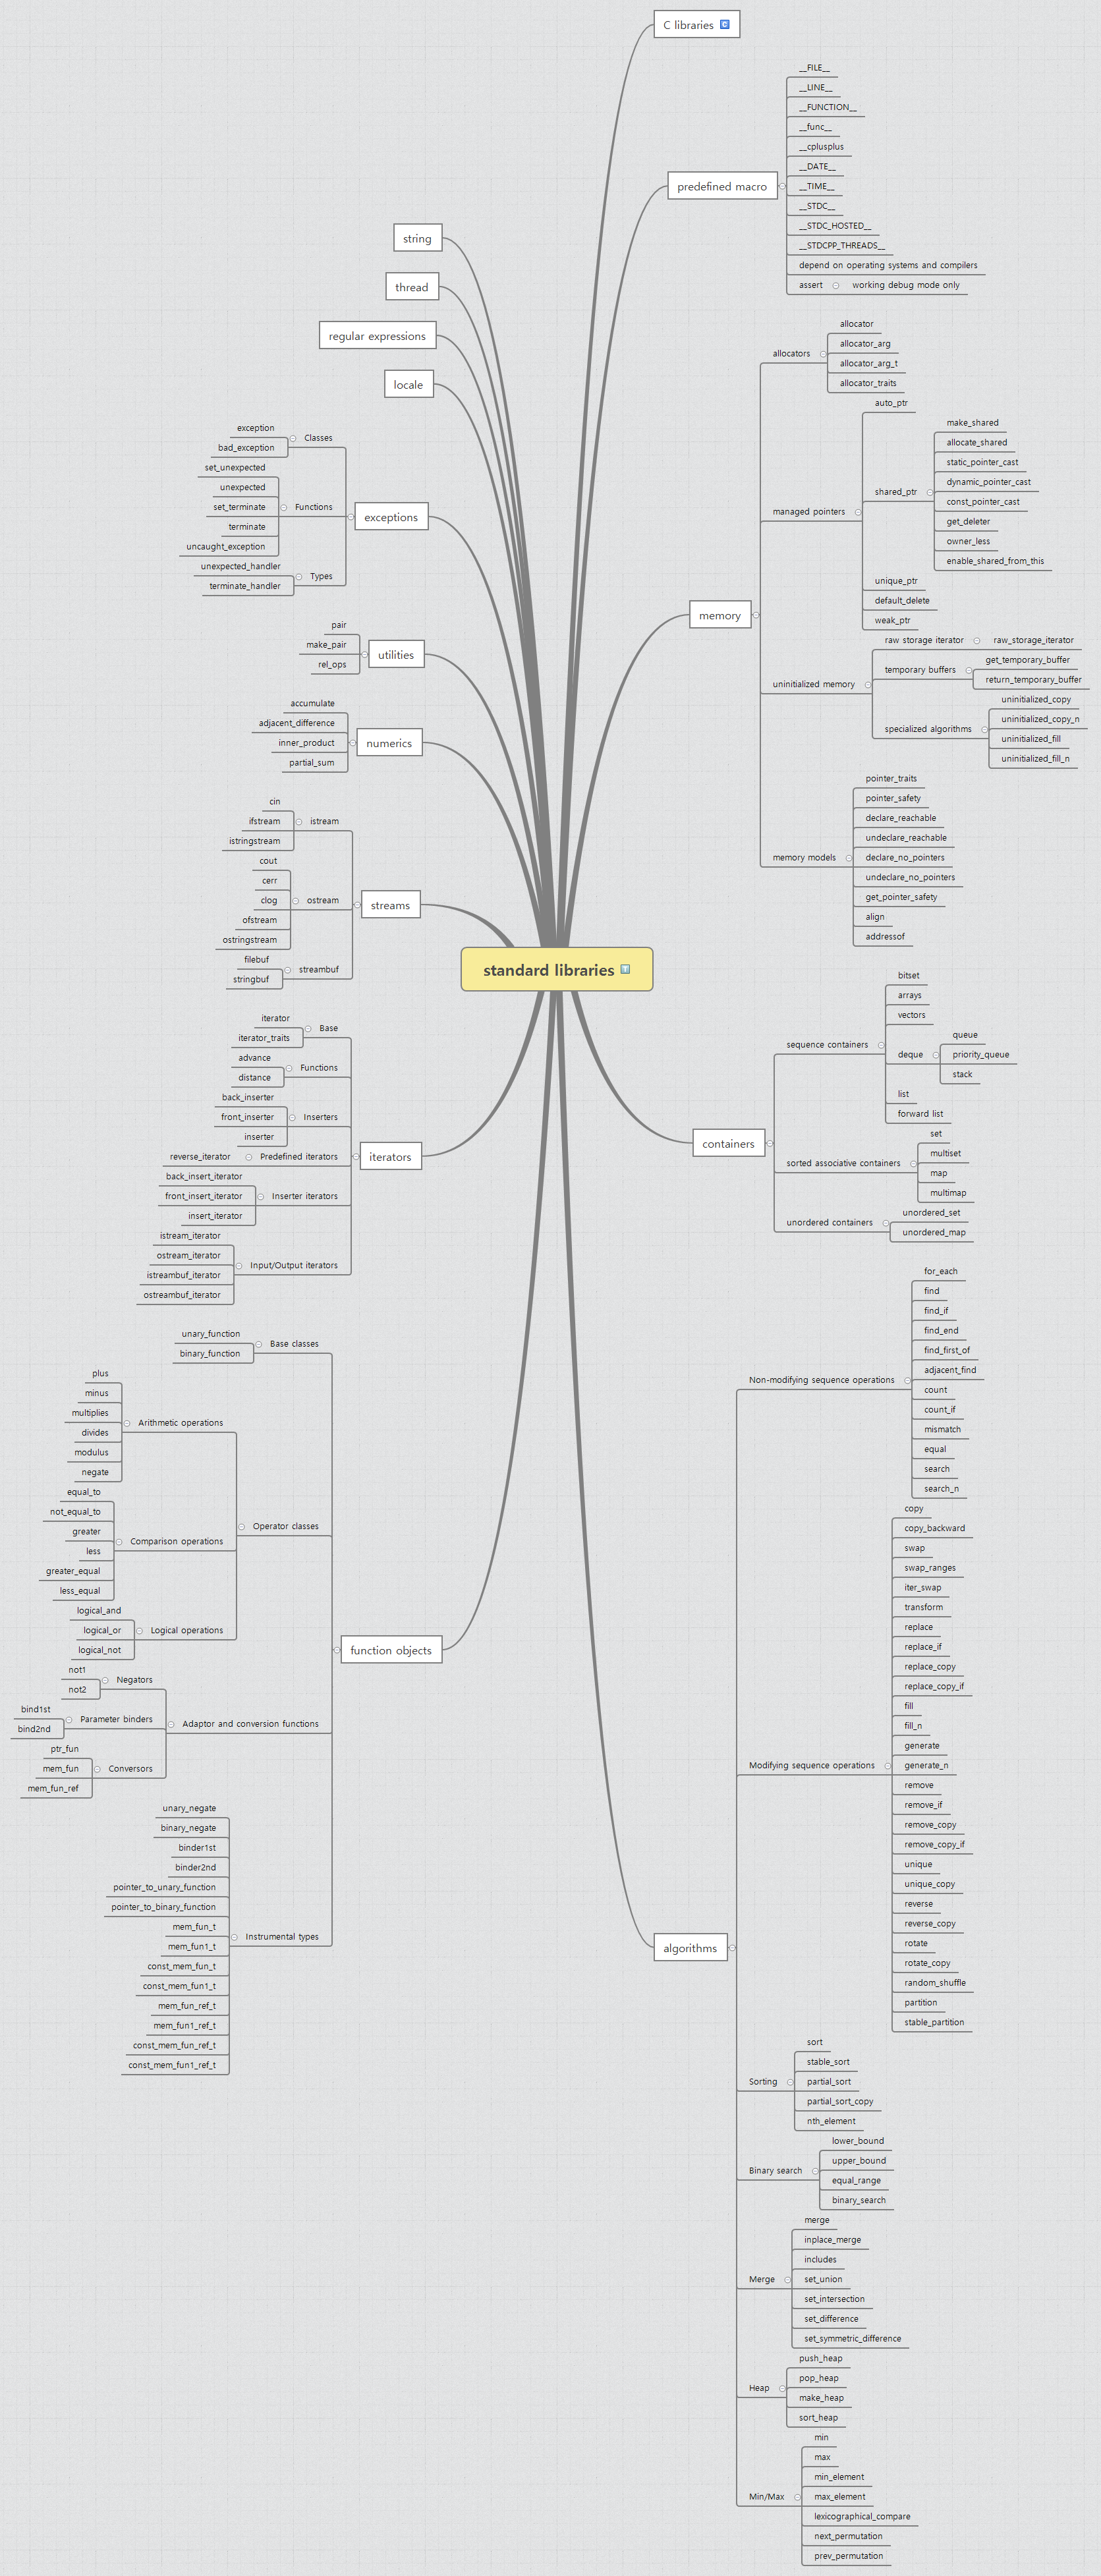 standard libraries
C libraries
predefined macro
__FILE__
__LINE__
__FUNCTION__
__func__
__cplusplus
__DATE__
__TIME__
__STDC__
__STDC_HOSTED__
__STDCPP_THREADS__
depend on operating systems and compilers
assert
working debug mode only
memory
allocators
allocator
allocator_arg
allocator_arg_t
allocator_traits
managed pointers
auto_ptr
shared_ptr
make_shared
allocate_shared
static_pointer_cast
dynamic_pointer_cast
const_pointer_cast
get_deleter
owner_less
enable_shared_from_this
unique_ptr
default_delete
weak_ptr
uninitialized memory
raw storage iterator
raw_storage_iterator
temporary buffers
get_temporary_buffer
return_temporary_buffer
specialized algorithms
uninitialized_copy
uninitialized_copy_n
uninitialized_fill
uninitialized_fill_n
memory models
pointer_traits
pointer_safety
declare_reachable
undeclare_reachable
declare_no_pointers
undeclare_no_pointers
get_pointer_safety
align
addressof
containers
sequence containers
bitset
arrays
vectors
deque
queue
priority_queue
stack
list
forward list
sorted associative containers
set
multiset
map
multimap
unordered containers
unordered_set
unordered_map
algorithms
Non-modifying sequence operations
for_each
find
find_if
find_end
find_first_of
adjacent_find
count
count_if
mismatch
equal
search
search_n
Modifying sequence operations
copy
copy_backward
swap
swap_ranges
iter_swap
transform
replace
replace_if
replace_copy
replace_copy_if
fill
fill_n
generate
generate_n
remove
remove_if
remove_copy
remove_copy_if
unique
unique_copy
reverse
reverse_copy
rotate
rotate_copy
random_shuffle
partition
stable_partition
Sorting
sort
stable_sort
partial_sort
partial_sort_copy
nth_element
Binary search
lower_bound
upper_bound
equal_range
binary_search
Merge
merge
inplace_merge
includes
set_union
set_intersection
set_difference
set_symmetric_difference
Heap
push_heap
pop_heap
make_heap
sort_heap
Min/Max
min
max
min_element
max_element
lexicographical_compare
next_permutation
prev_permutation
string
thread
regular expressions
locale
exceptions
Classes
exception
bad_exception
Functions
set_unexpected
unexpected
set_terminate
terminate
uncaught_exception
Types
unexpected_handler
terminate_handler
utilities
pair
make_pair
rel_ops
numerics
accumulate
adjacent_difference
inner_product
partial_sum
streams
istream
cin
ifstream
istringstream
ostream
cout
cerr
clog
ofstream
ostringstream
streambuf
filebuf
stringbuf
iterators
Base
iterator
iterator_traits
Functions
advance
distance
Inserters
back_inserter
front_inserter
inserter
Predefined iterators
reverse_iterator
Inserter iterators
back_insert_iterator
front_insert_iterator
insert_iterator
Input/Output iterators
istream_iterator
ostream_iterator
istreambuf_iterator
ostreambuf_iterator
function objects
Base classes
unary_function
binary_function
Operator classes
Arithmetic operations
plus
minus
multiplies
divides
modulus
negate
Comparison operations
equal_to
not_equal_to
greater
less
greater_equal
less_equal
Logical operations
logical_and
logical_or
logical_not
Adaptor and conversion functions
Negators
not1
not2
Parameter binders
bind1st
bind2nd
Conversors
ptr_fun
mem_fun
mem_fun_ref
Instrumental types
unary_negate
binary_negate
binder1st
binder2nd
pointer_to_unary_function
pointer_to_binary_function
mem_fun_t
mem_fun1_t
const_mem_fun_t
const_mem_fun1_t
mem_fun_ref_t
mem_fun1_ref_t
const_mem_fun_ref_t
const_mem_fun1_ref_t